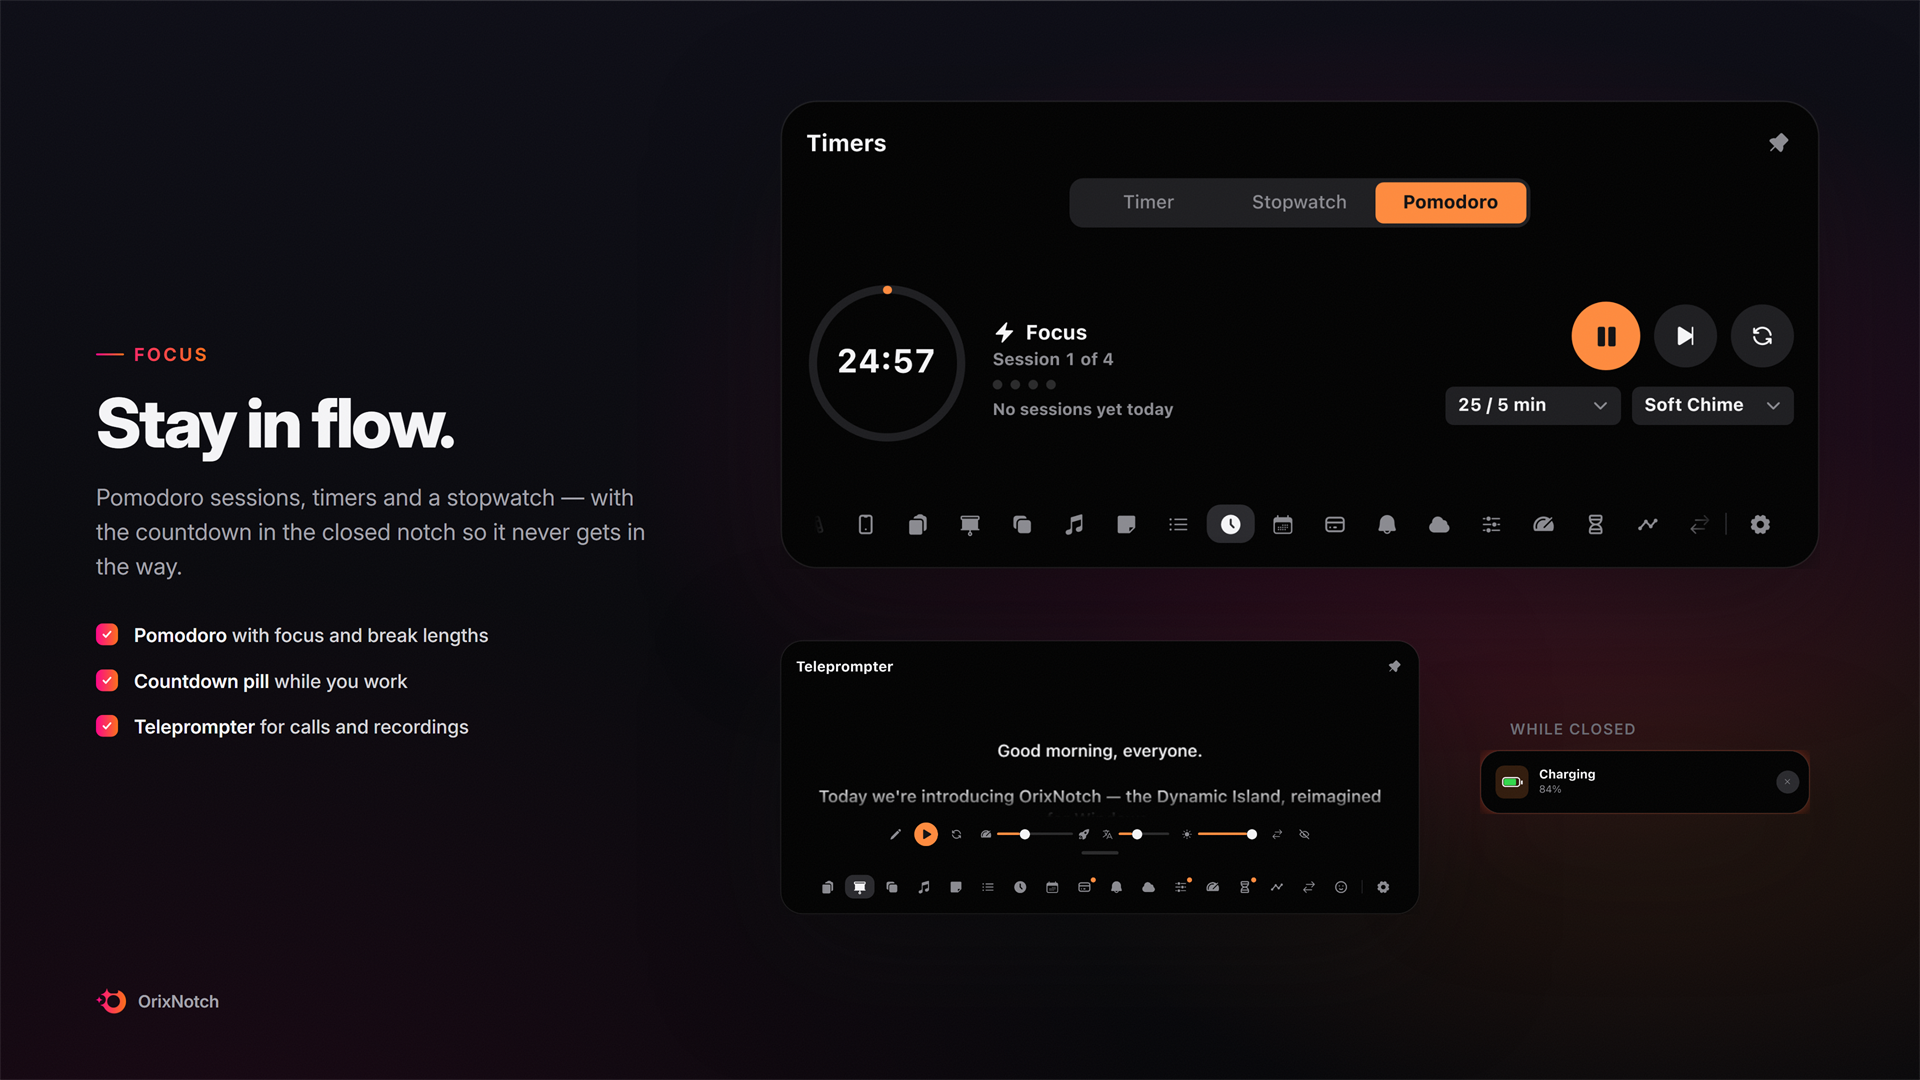 FOCUS
Stay in flow.
Pomodoro sessions, timers and a stopwatch — with
the countdown in the closed notch so it never gets in
the way.
Pomodoro with focus and break lengths
Countdown pill while you work
Teleprompter for calls and recordings
OrixNotch
Timers
Timer
Stopwatch
Pomodoro
24:57
Focus
Session 1 of 4
No sessions yet today
25 / 5 min
Soft Chime
Teleprompter
Good morning, everyone.
Today we're introducing OrixNotch — the Dynamic Island, reimagined
WHILE CLOSED
Charging
84%